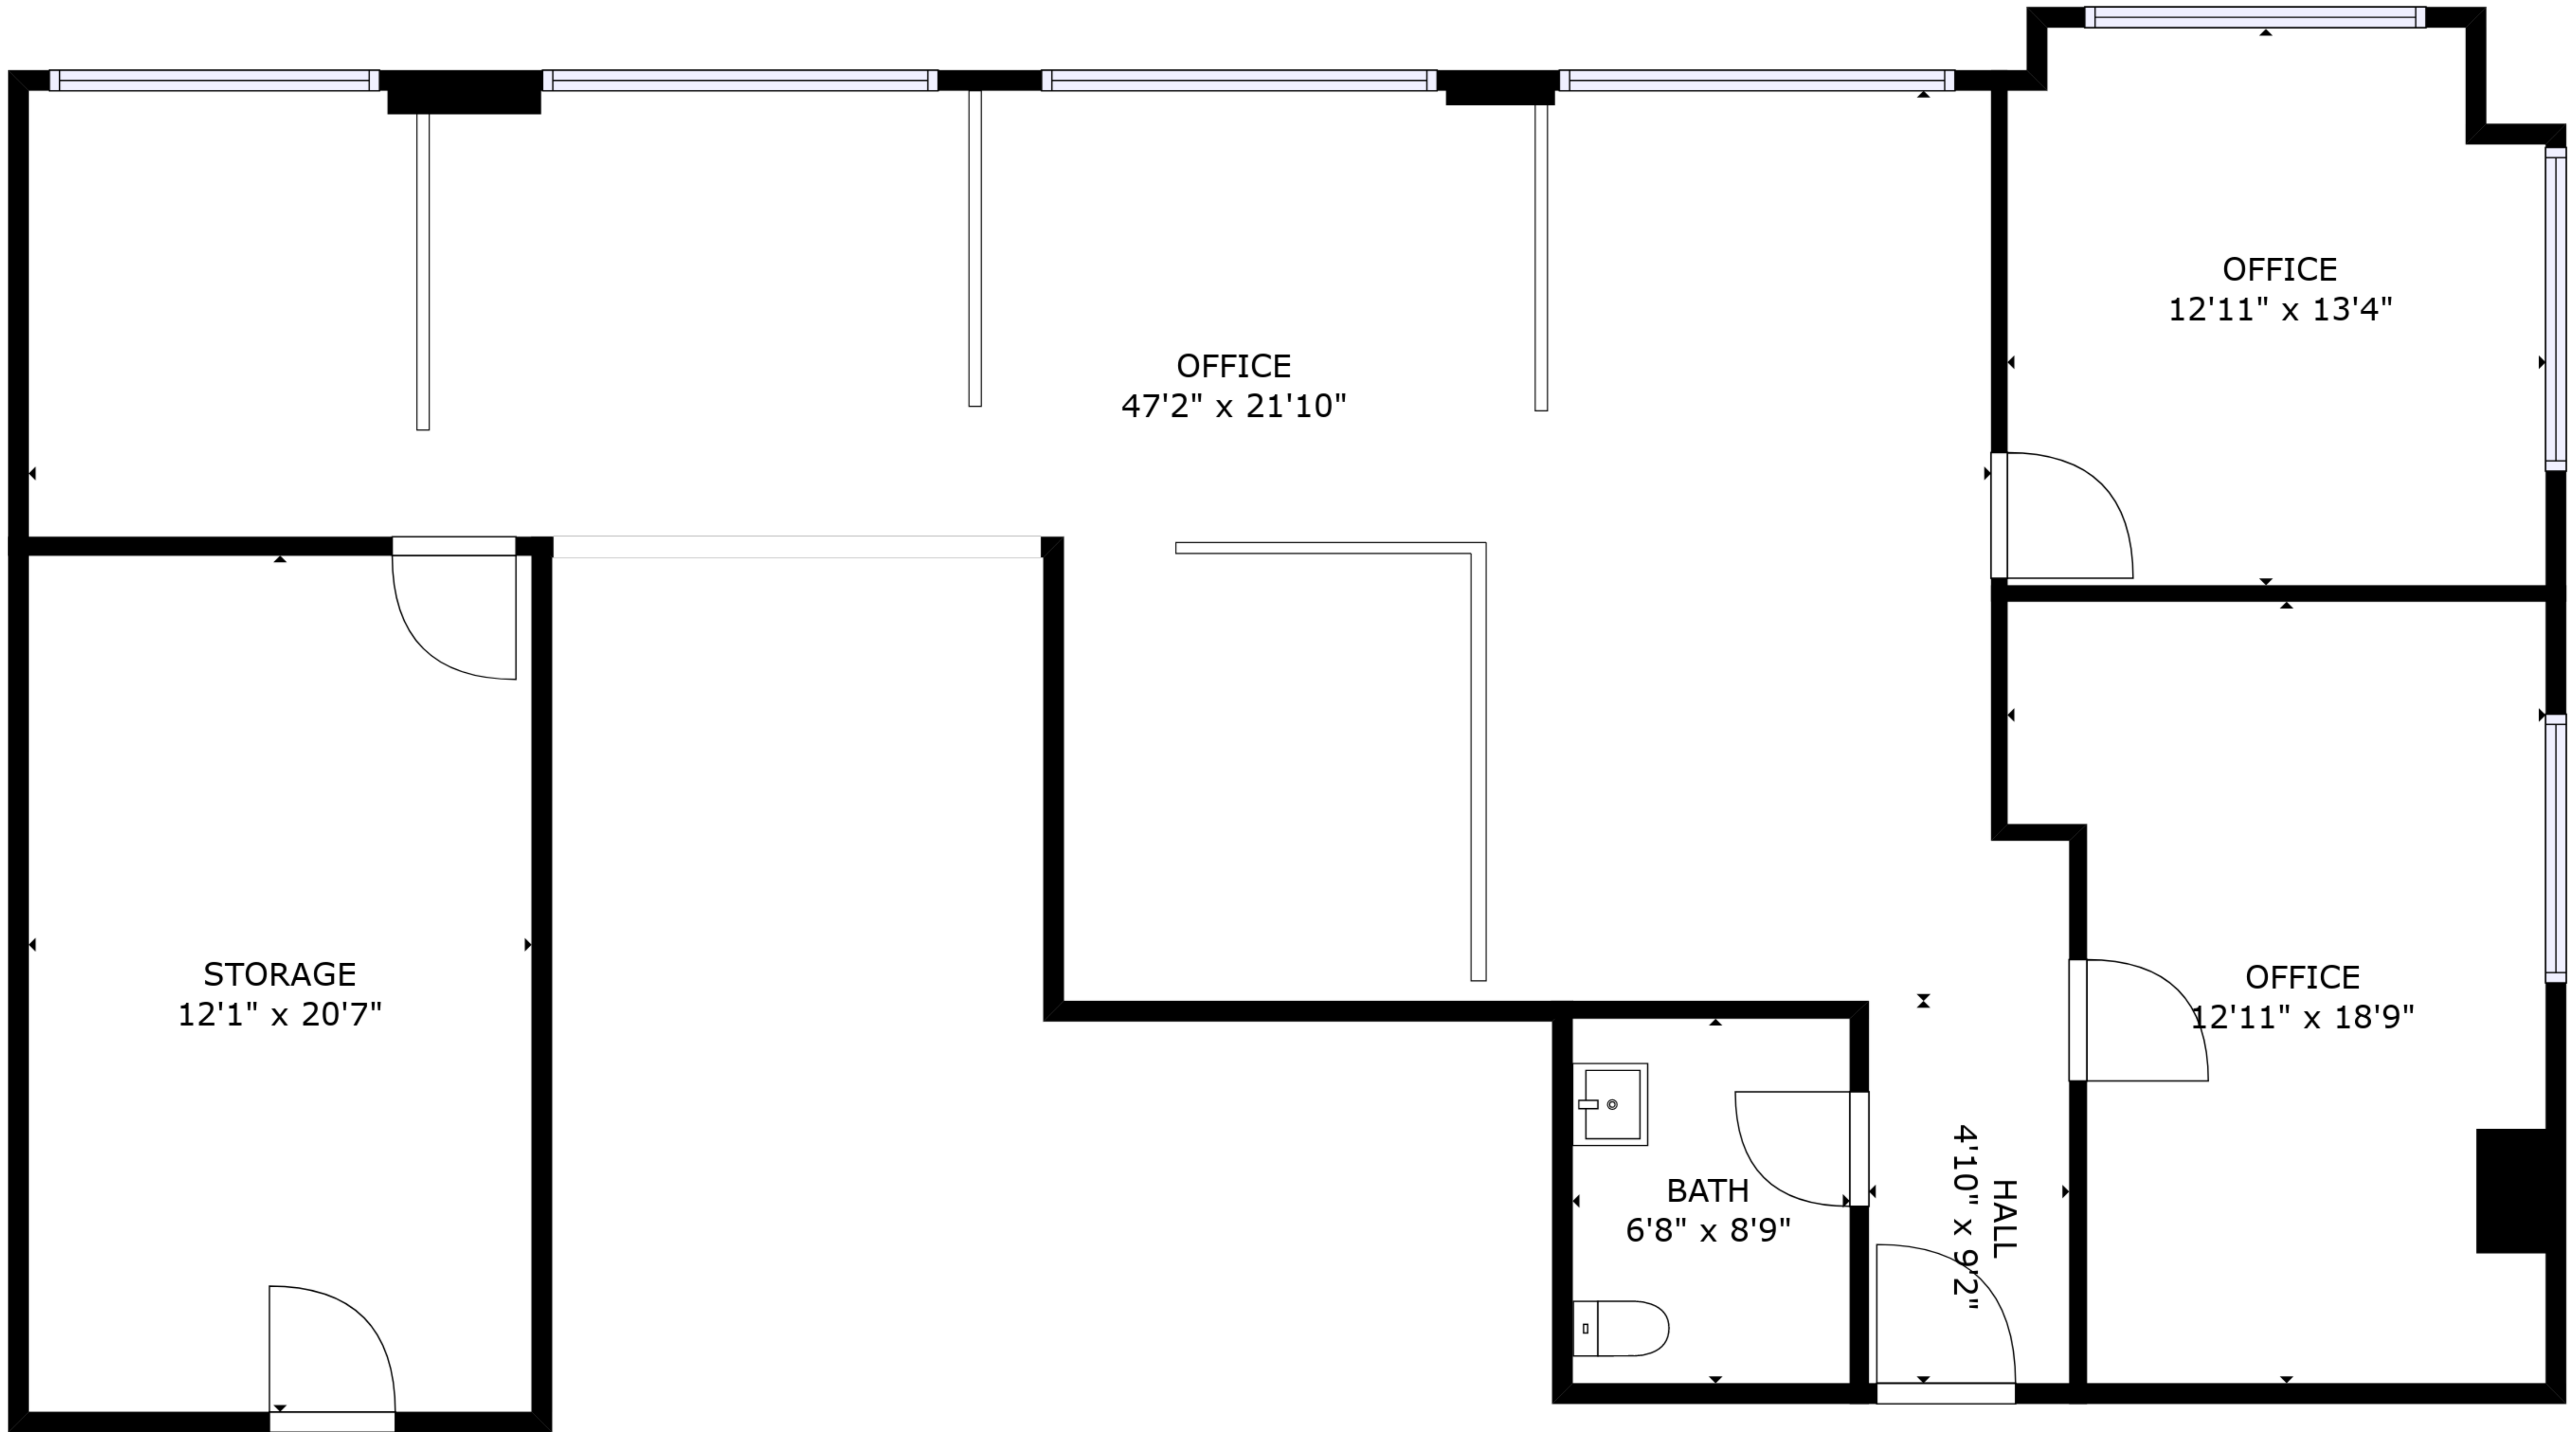 OFFICE
12'11" x 13'4"
OFFICE
47'2" x 21'10"
STORAGE
12'1" x 20'7"
OFFICE
12'11" x 18'9"
BATH
6'8" x 8'9"
HALL
4'10" x 9'2"